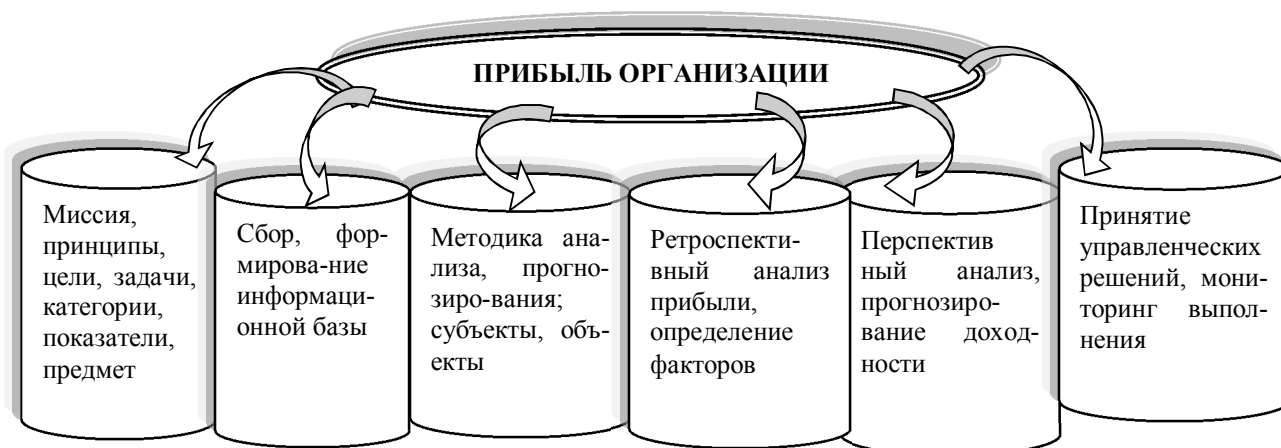 ПРИБЫЛЬ ОРГАНИЗАЦИИ
Миссия,
принципы,
цели, задачи,
категории,
показатели,
предмет
Сбор, фор-
мирова-ние
информаци-
онной базы
Методика ана-
лиза, прогно-
зиро-вания;
субъекты, объ-
екты
Ретроспекти-
вный анализ
прибыли,
определение
факторов
Перспектив
ный анализ,
прогнозиро-
вание доход-
ности
Принятие
управленческих
решений, мони-
торинг выпол-
нения